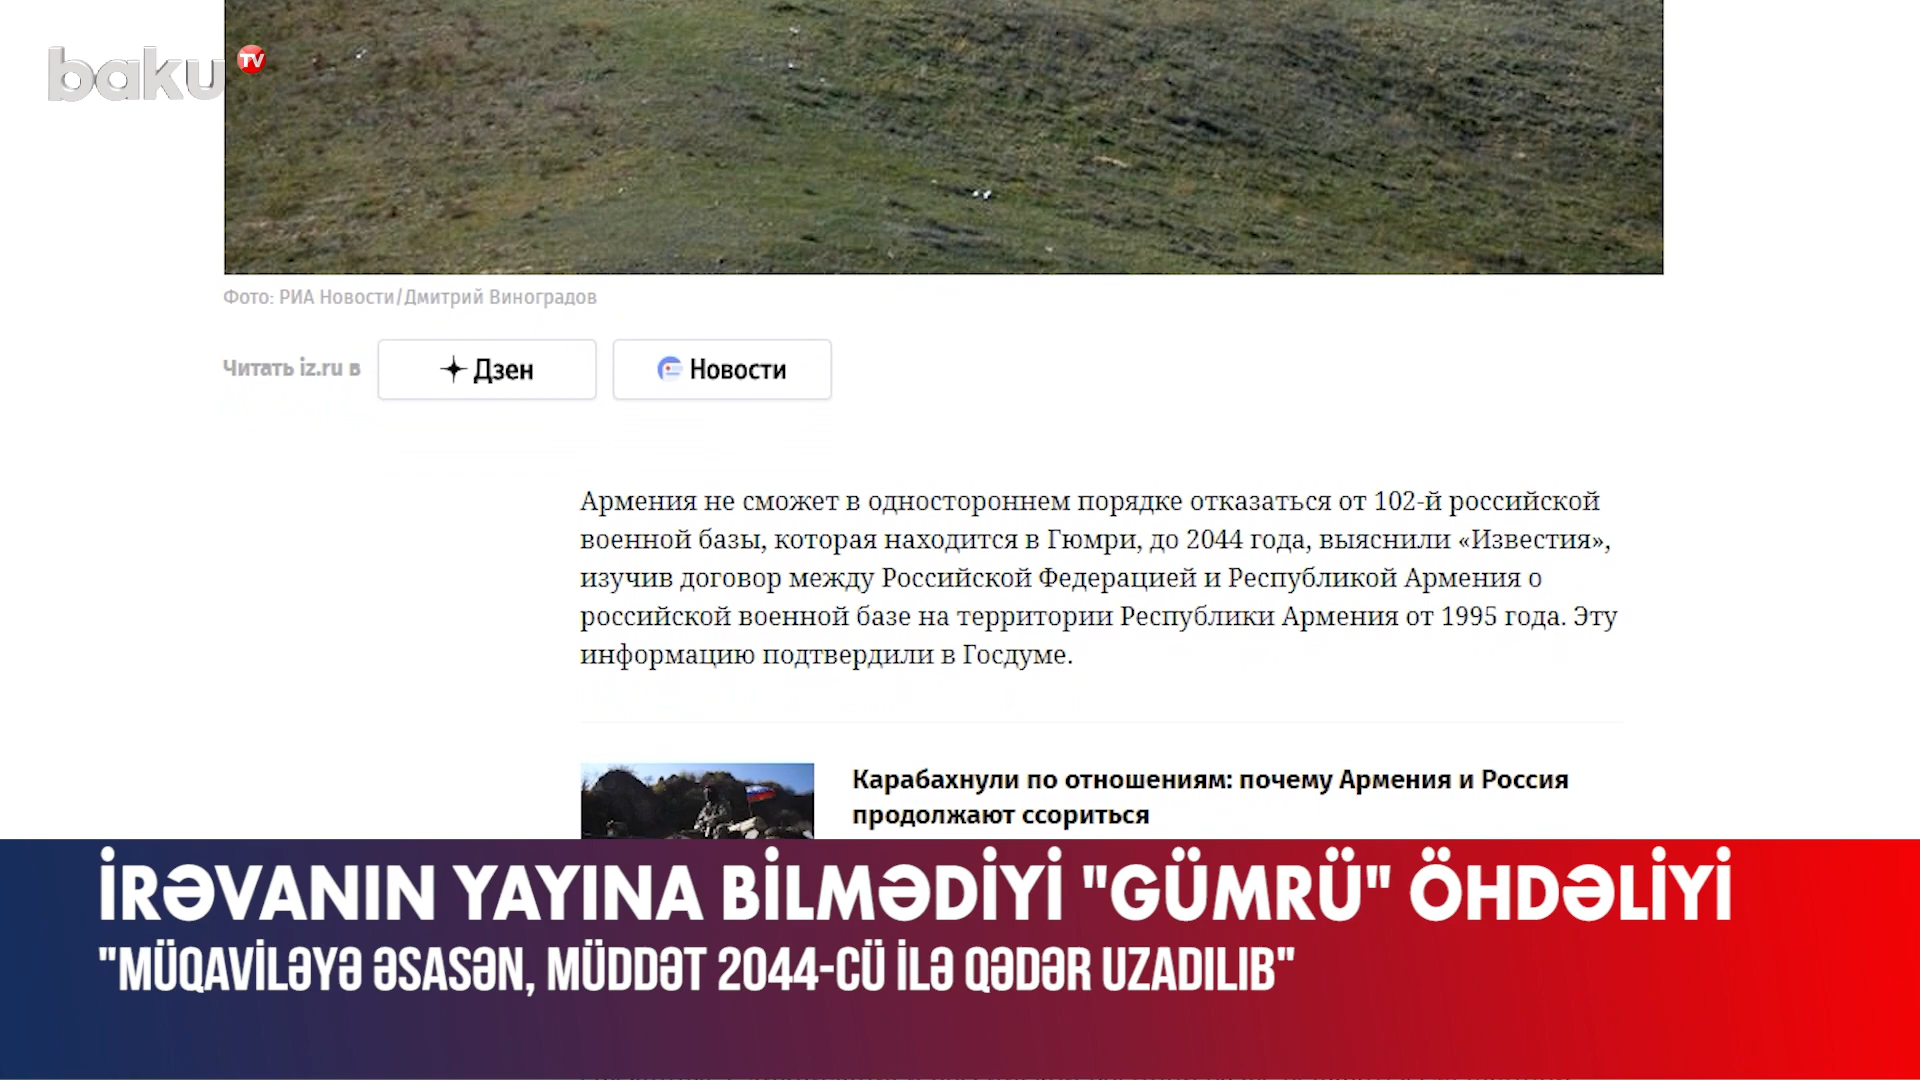 baku TV
Фото: РИА Новости/Дмитрий Виноградов
Читать iz.ru в
Дзен
Новости
Армения не сможет в одностороннем порядке отказаться от 102-й российской
военной базы, которая находится в Гюмри, до 2044 года, выяснили «Известия»,
изучив договор между Российской Федерацией и Республикой Армения о
российской военной базе на территории Республики Армения от 1995 года. Эту
информацию подтвердили в Госдуме.
Карабахнули по отношениям: почему Армения и Россия
продолжают ссориться
İRƏVANIN YAYINA BİLMƏDİYİ "GÜMRÜ" ÖHDƏLİYİ
"MÜQAVİLƏYƏ ƏSASƏN, MÜDDƏT 2044-CÜ İLƏ QƏDƏR UZADILIB"